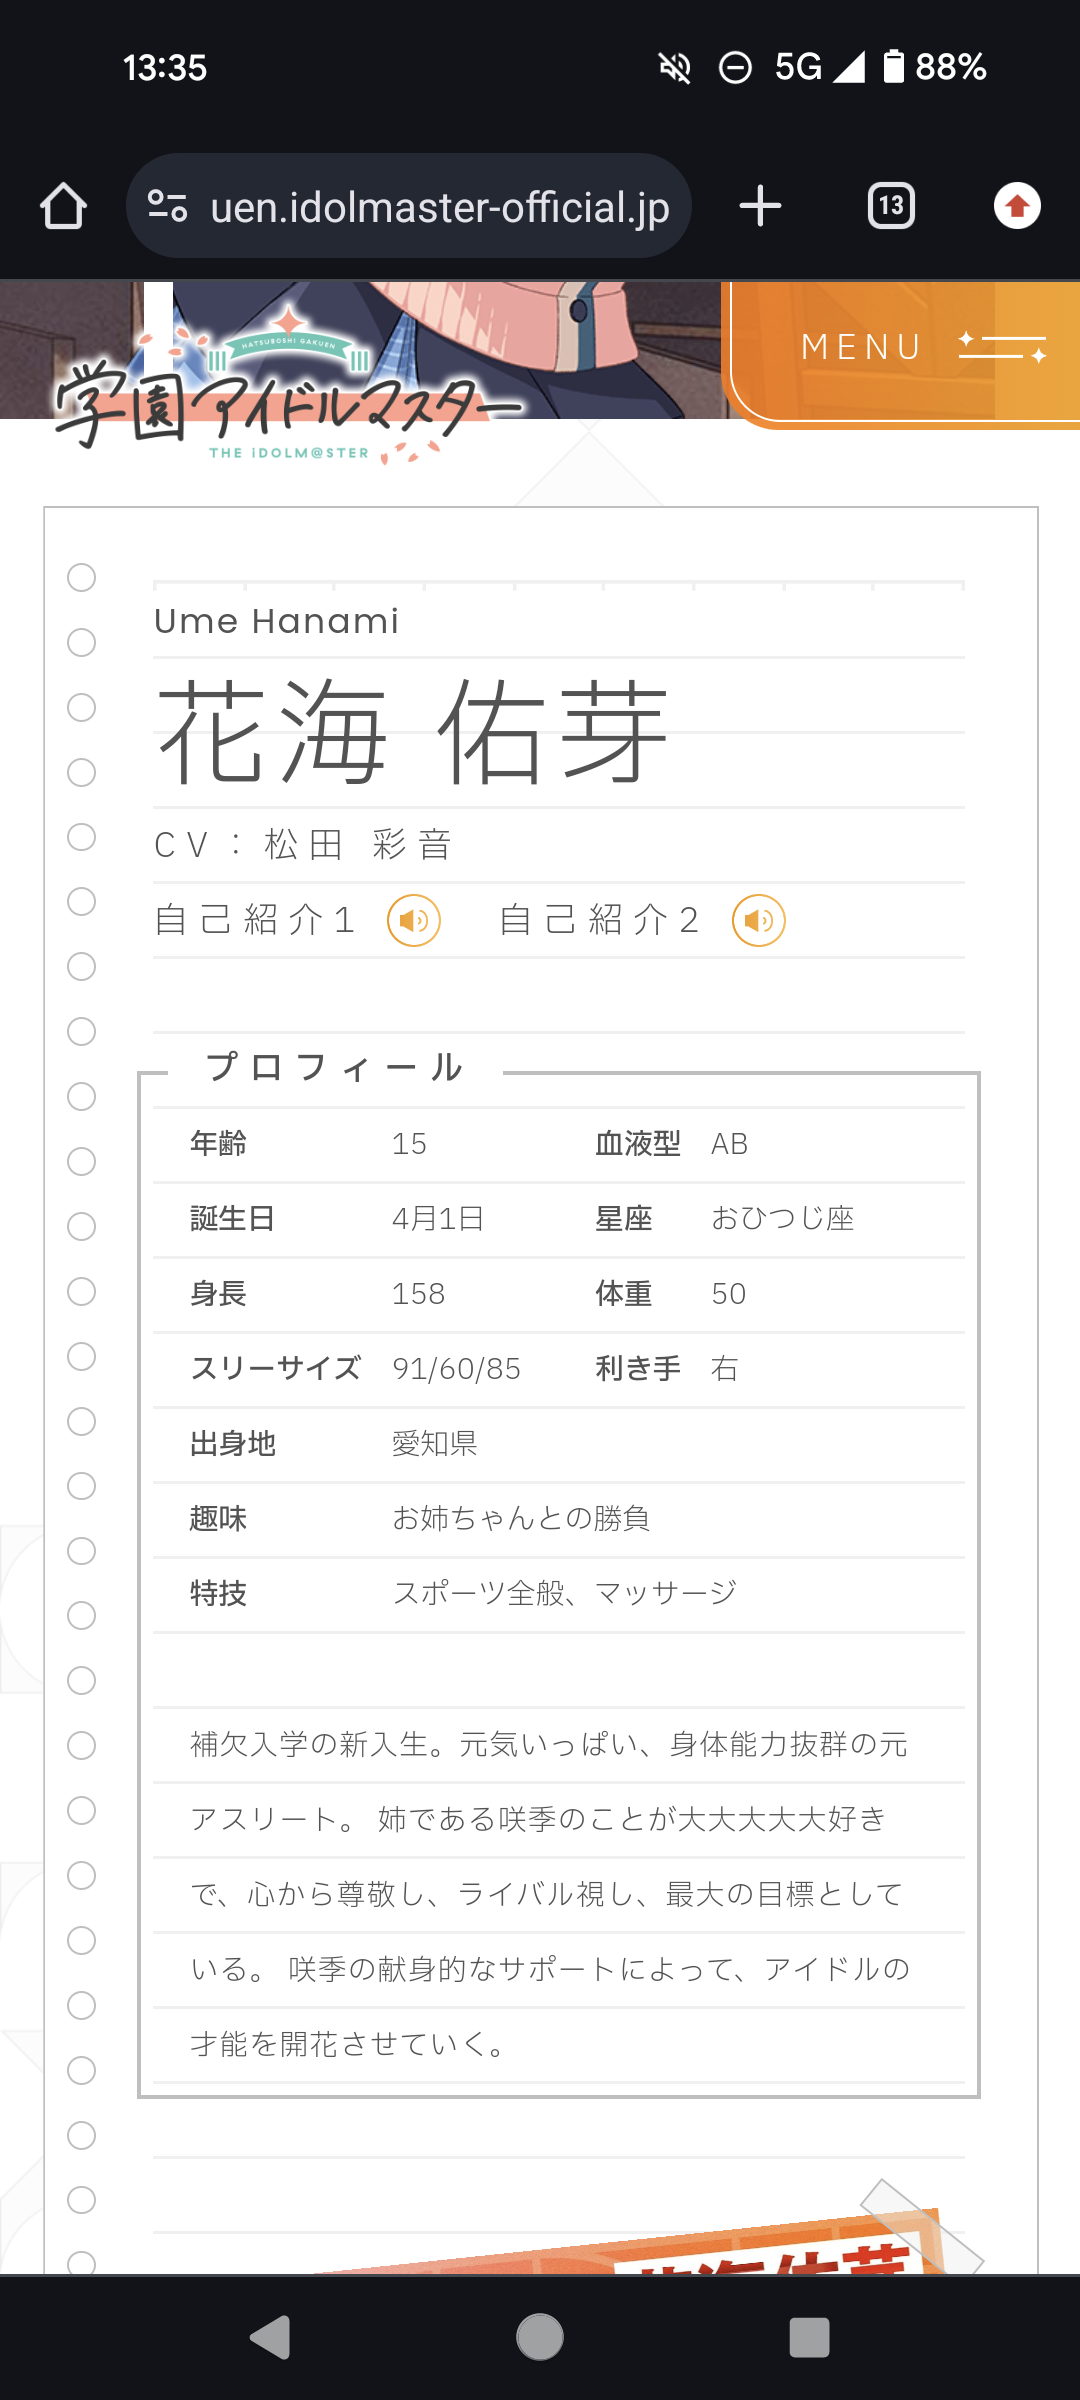 13:35
5G 88%
uen.idolmaster-official.jp
13
HATSUBOSHI GAKUEN
学園アイドルマスター
THE iDOLM@STER
MENU
Ume Hanami
花海 佑芽
CV：松田 彩音
自己紹介1 自己紹介2
プロフィール
年齢 15 血液型 AB
誕生日 4月1日 星座 おひつじ座
身長 158 体重 50
スリーサイズ 91/60/85 利き手 右
出身地 愛知県
趣味 お姉ちゃんとの勝負
特技 スポーツ全般、マッサージ
補欠入学の新入生。元気いっぱい、身体能力抜群の元
アスリート。 姉である咲季のことが大大大大大好き
で、心から尊敬し、ライバル視し、最大の目標として
いる。 咲季の献身的なサポートによって、アイドルの
才能を開花させていく。
花海佑芽